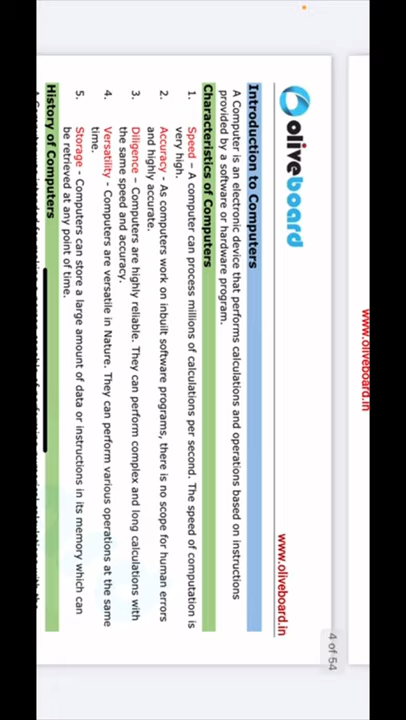 www.oliveboard.in
4 of 54
oliveboard
www.oliveboard.in
Introduction to Computers
A Computer is an electronic device that performs calculations and operations based on instructions
provided by a software or hardware program.
Characteristics of Computers
1. Speed – A computer can process millions of calculations per second. The speed of computation is
very high.
2. Accuracy - As computers work on inbuilt software programs, there is no scope for human errors
and highly accurate.
3. Diligence – Computers are highly reliable. They can perform complex and long calculations with
the same speed and accuracy.
4. Versatility - Computers are versatile in Nature. They can perform various operations at the same
time.
5. Storage - Computers can store a large amount of data or instructions in its memory which can
be retrieved at any point of time.
History of Computers